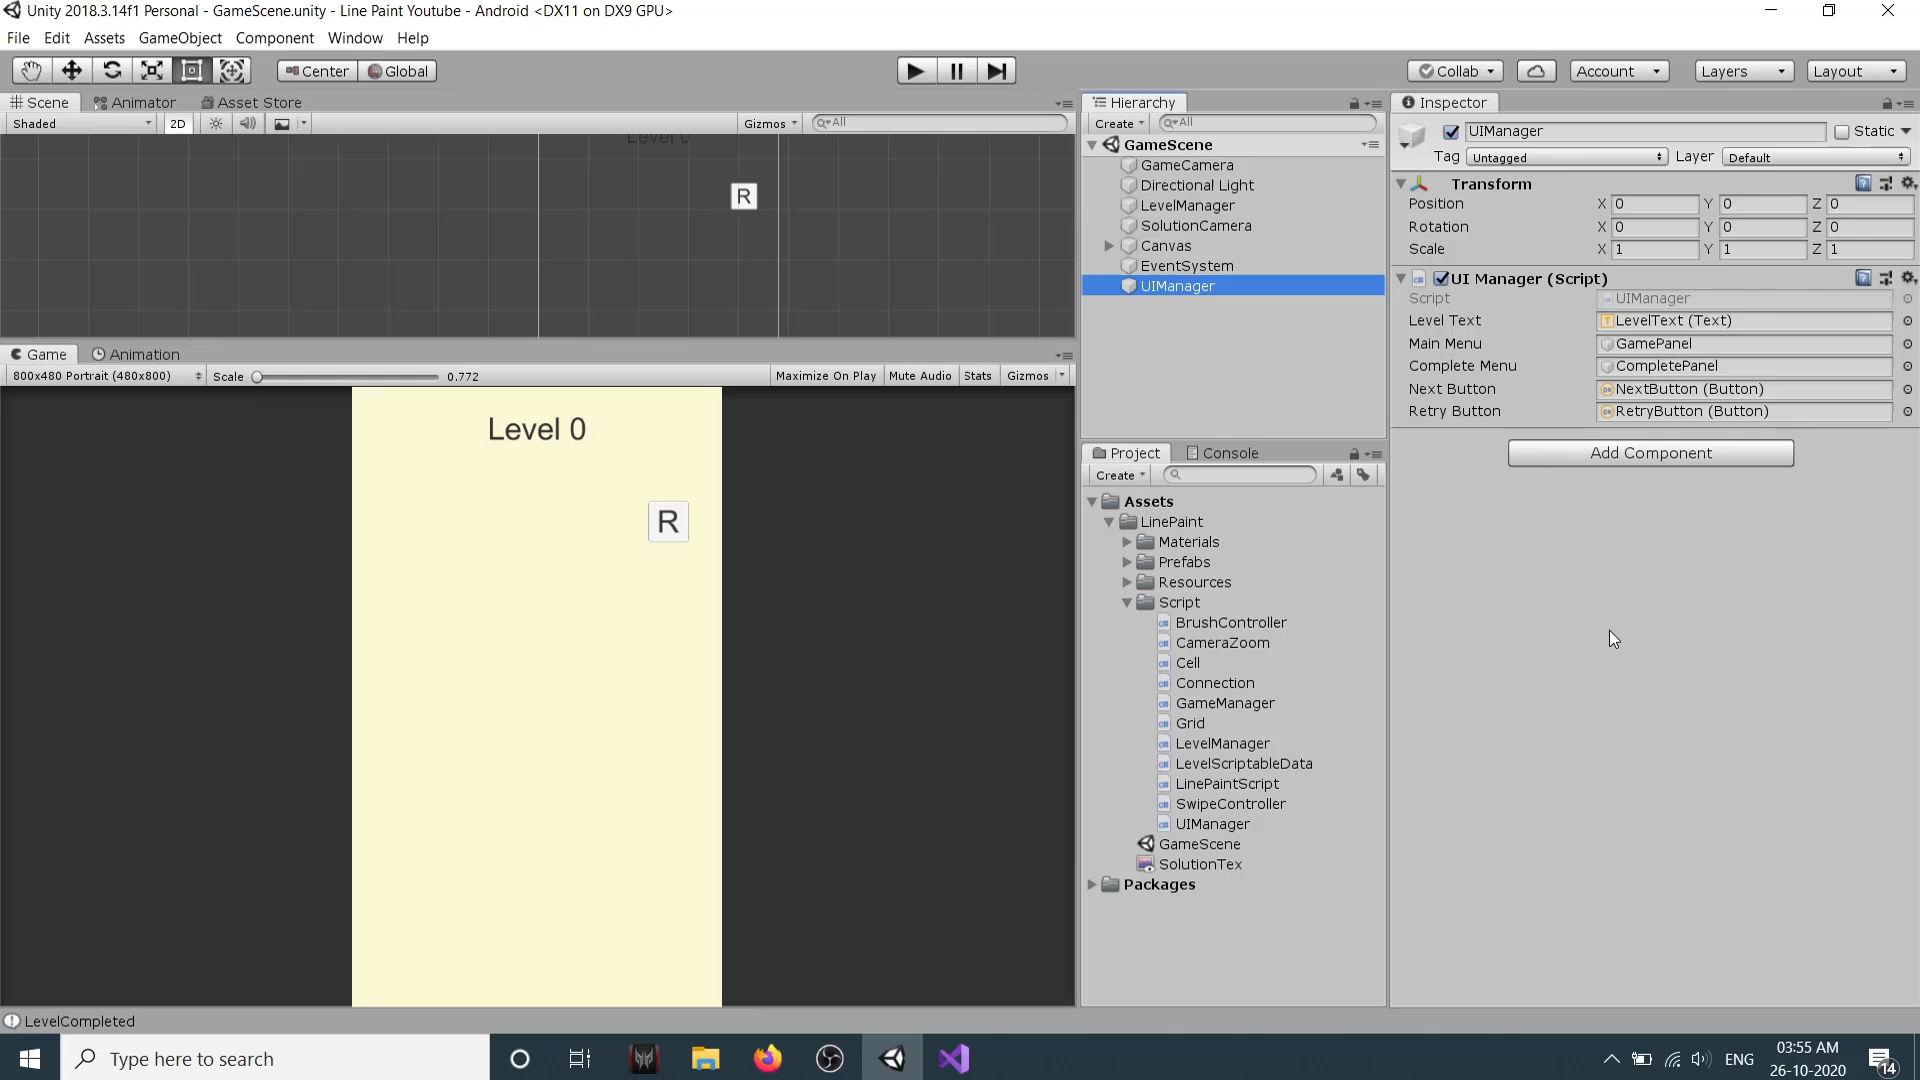 Unity 2018.3.14f1 Personal - GameScene.unity - Line Paint Youtube - Android <DX11 on DX9 GPU>
File Edit Assets GameObject Component Window Help
Center Global Collab Account Layers Layout
Scene Animator Asset Store
Shaded 2D Gizmos All
Level 0
R
Game Animation
800x480 Portrait (480x800) Scale 0.772 Maximize On Play Mute Audio Stats Gizmos
Level 0
R
Hierarchy
Create All
GameScene
GameCamera
Directional Light
LevelManager
SolutionCamera
Canvas
EventSystem
UIManager
Project Console
Create
Assets
LinePaint
Materials
Prefabs
Resources
Script
BrushController
CameraZoom
Cell
Connection
GameManager
Grid
LevelManager
LevelScriptableData
LinePaintScript
SwipeController
UIManager
GameScene
SolutionTex
Packages
Inspector
UIManager Static
Tag Untagged Layer Default
Transform
Position X 0 Y 0 Z 0
Rotation X 0 Y 0 Z 0
Scale X 1 Y 1 Z 1
UI Manager (Script)
Script UIManager
Level Text LevelText (Text)
Main Menu GamePanel
Complete Menu CompletePanel
Next Button NextButton (Button)
Retry Button RetryButton (Button)
Add Component
LevelCompleted
Type here to search
ENG
03:55 AM
26-10-2020
14